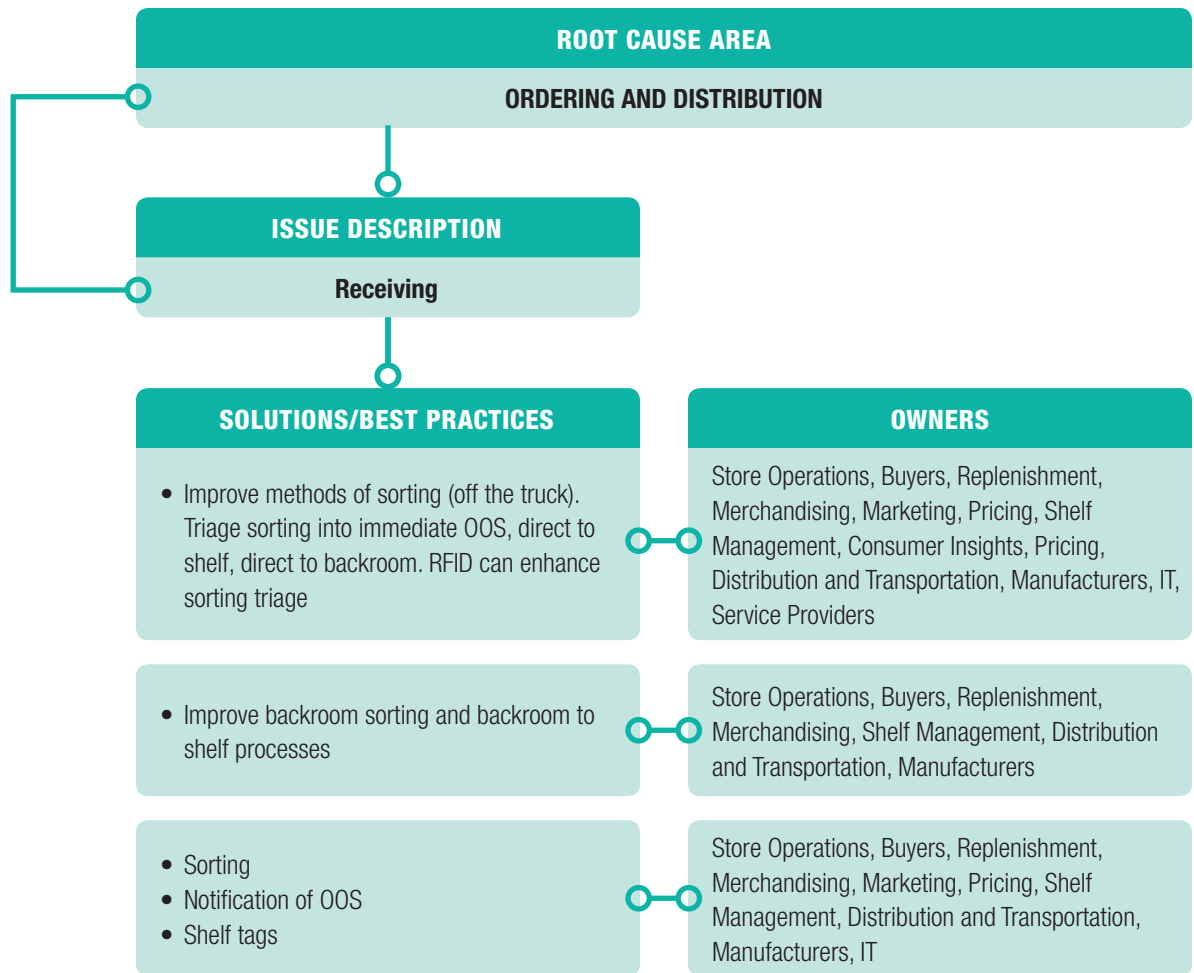 ROOT CAUSE AREA
ORDERING AND DISTRIBUTION
ISSUE DESCRIPTION
Receiving
SOLUTIONS/BEST PRACTICES
• Improve methods of sorting (off the truck).
Triage sorting into immediate OOS, direct to
shelf, direct to backroom. RFID can enhance
sorting triage
• Improve backroom sorting and backroom to
shelf processes
• Sorting
• Notification of OOS
• Shelf tags
OWNERS
Store Operations, Buyers, Replenishment,
Merchandising, Marketing, Pricing, Shelf
Management, Consumer Insights, Pricing,
Distribution and Transportation, Manufacturers, IT,
Service Providers
Store Operations, Buyers, Replenishment,
Merchandising, Shelf Management, Distribution
and Transportation, Manufacturers
Store Operations, Buyers, Replenishment,
Merchandising, Marketing, Pricing, Shelf
Management, Distribution and Transportation,
Manufacturers, IT